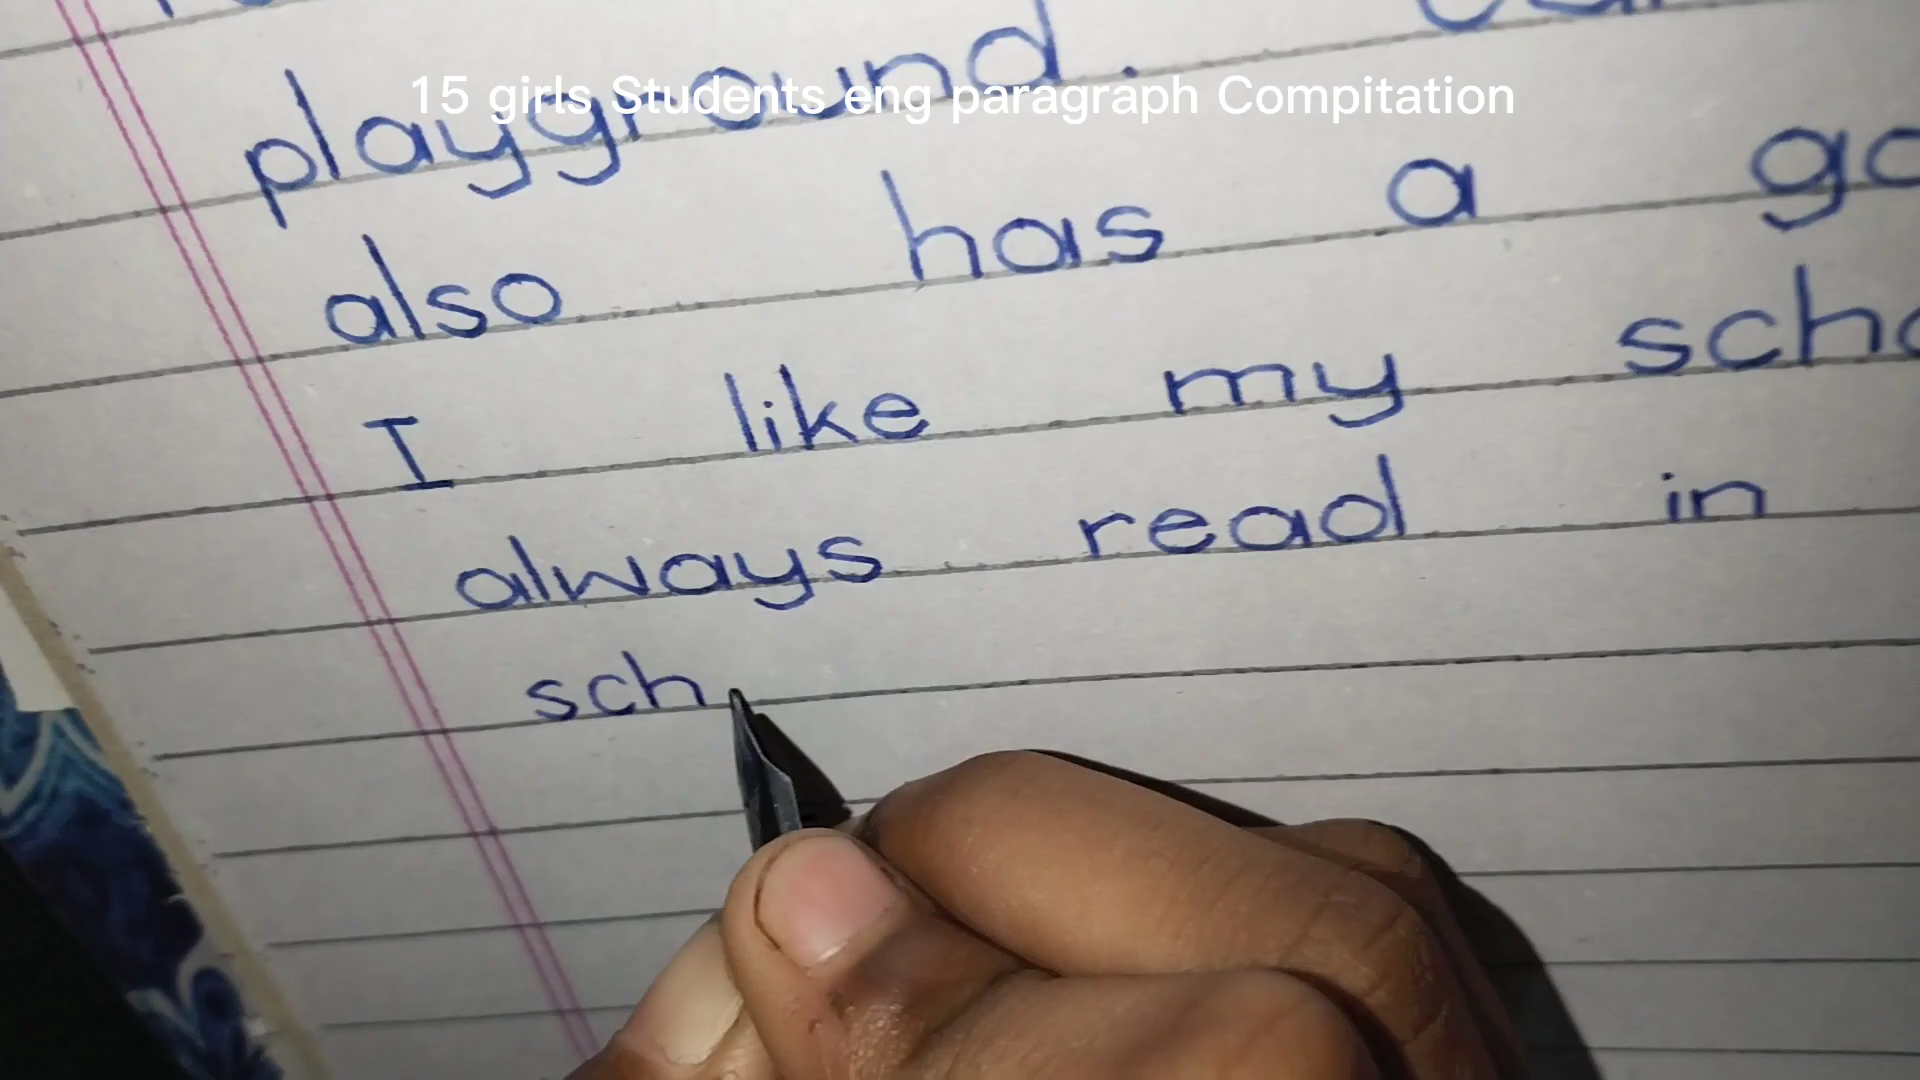 15 girls Students eng paragraph Compitation
playground.
also has a
I like my
always read in
sch